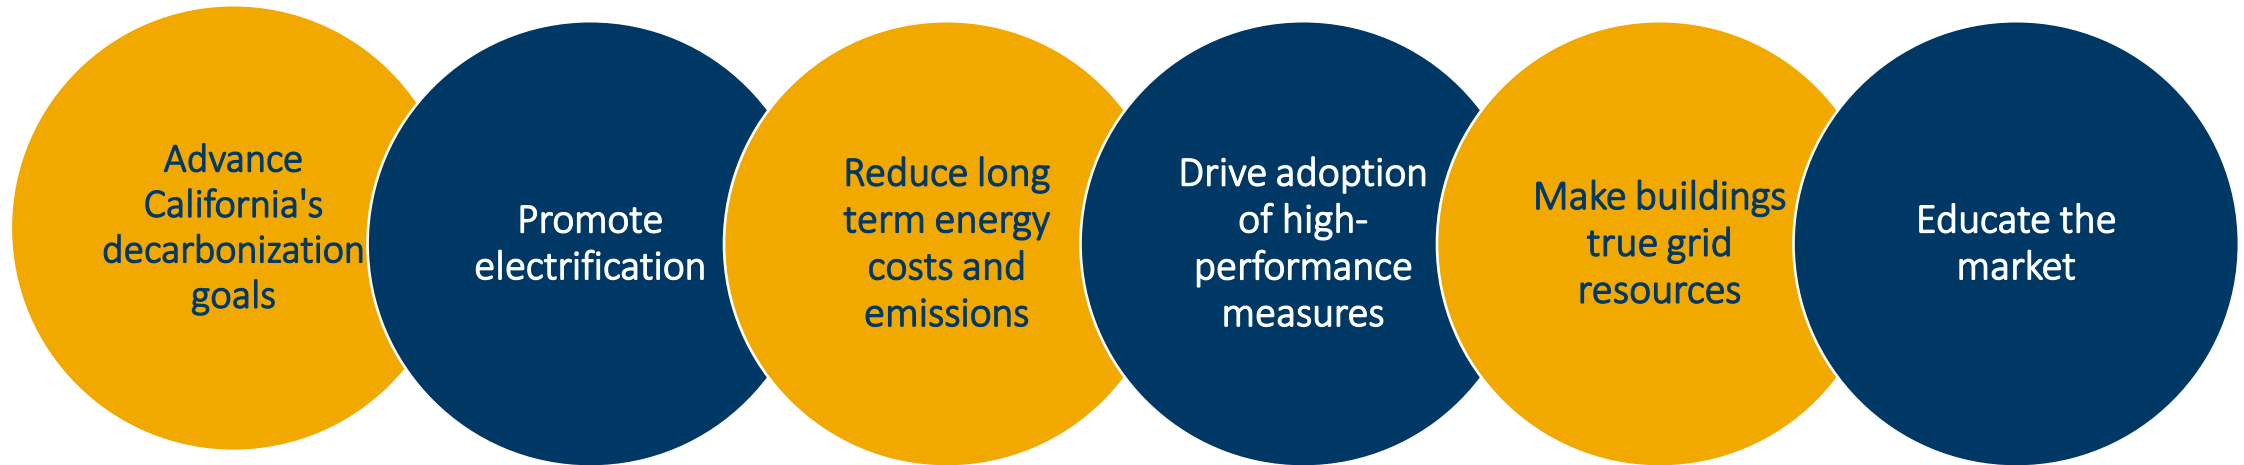 Advance
California's
decarbonization
goals
Promote
electrification
Reduce long
term energy
costs and
emissions
Drive adoption
of high-
performance
measures
Make buildings
true grid
resources
Educate the
market